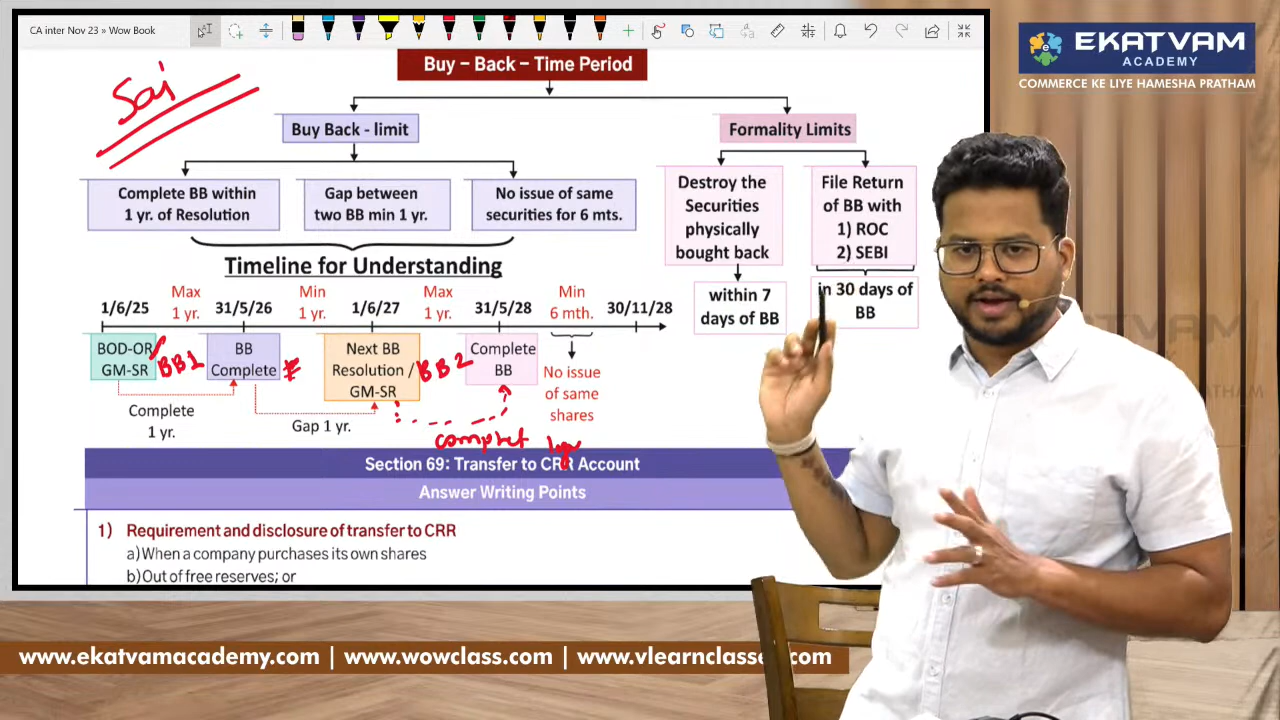 CA inter Nov 23 » Wow Book
EKATVAM
ACADEMY
COMMERCE KE LIYE HAMESHA PRATHAM
Buy – Back – Time Period
Sai
Buy Back - limit
Formality Limits
Complete BB within
1 yr. of Resolution
Gap between
two BB min 1 yr.
No issue of same
securities for 6 mts.
Destroy the
Securities
physically
bought back
File Return
of BB with
1) ROC
2) SEBI
within 7
days of BB
in 30 days of
BB
Timeline for Understanding
Max
1 yr.
Min
1 yr.
Max
1 yr.
Min
6 mth.
1/6/25
31/5/26
1/6/27
31/5/28
30/11/28
BOD-OR
GM-SR
BB1
BB
Complete
Next BB
Resolution /
GM-SR
BB2
Complete
BB
No issue
of same
shares
Complete
1 yr.
Gap 1 yr.
complet
Section 69: Transfer to CRR Account
Answer Writing Points
1) Requirement and disclosure of transfer to CRR
a) When a company purchases its own shares
b) Out of free reserves; or
www.ekatvamacademy.com | www.wowclass.com | www.vlearnclasse.com